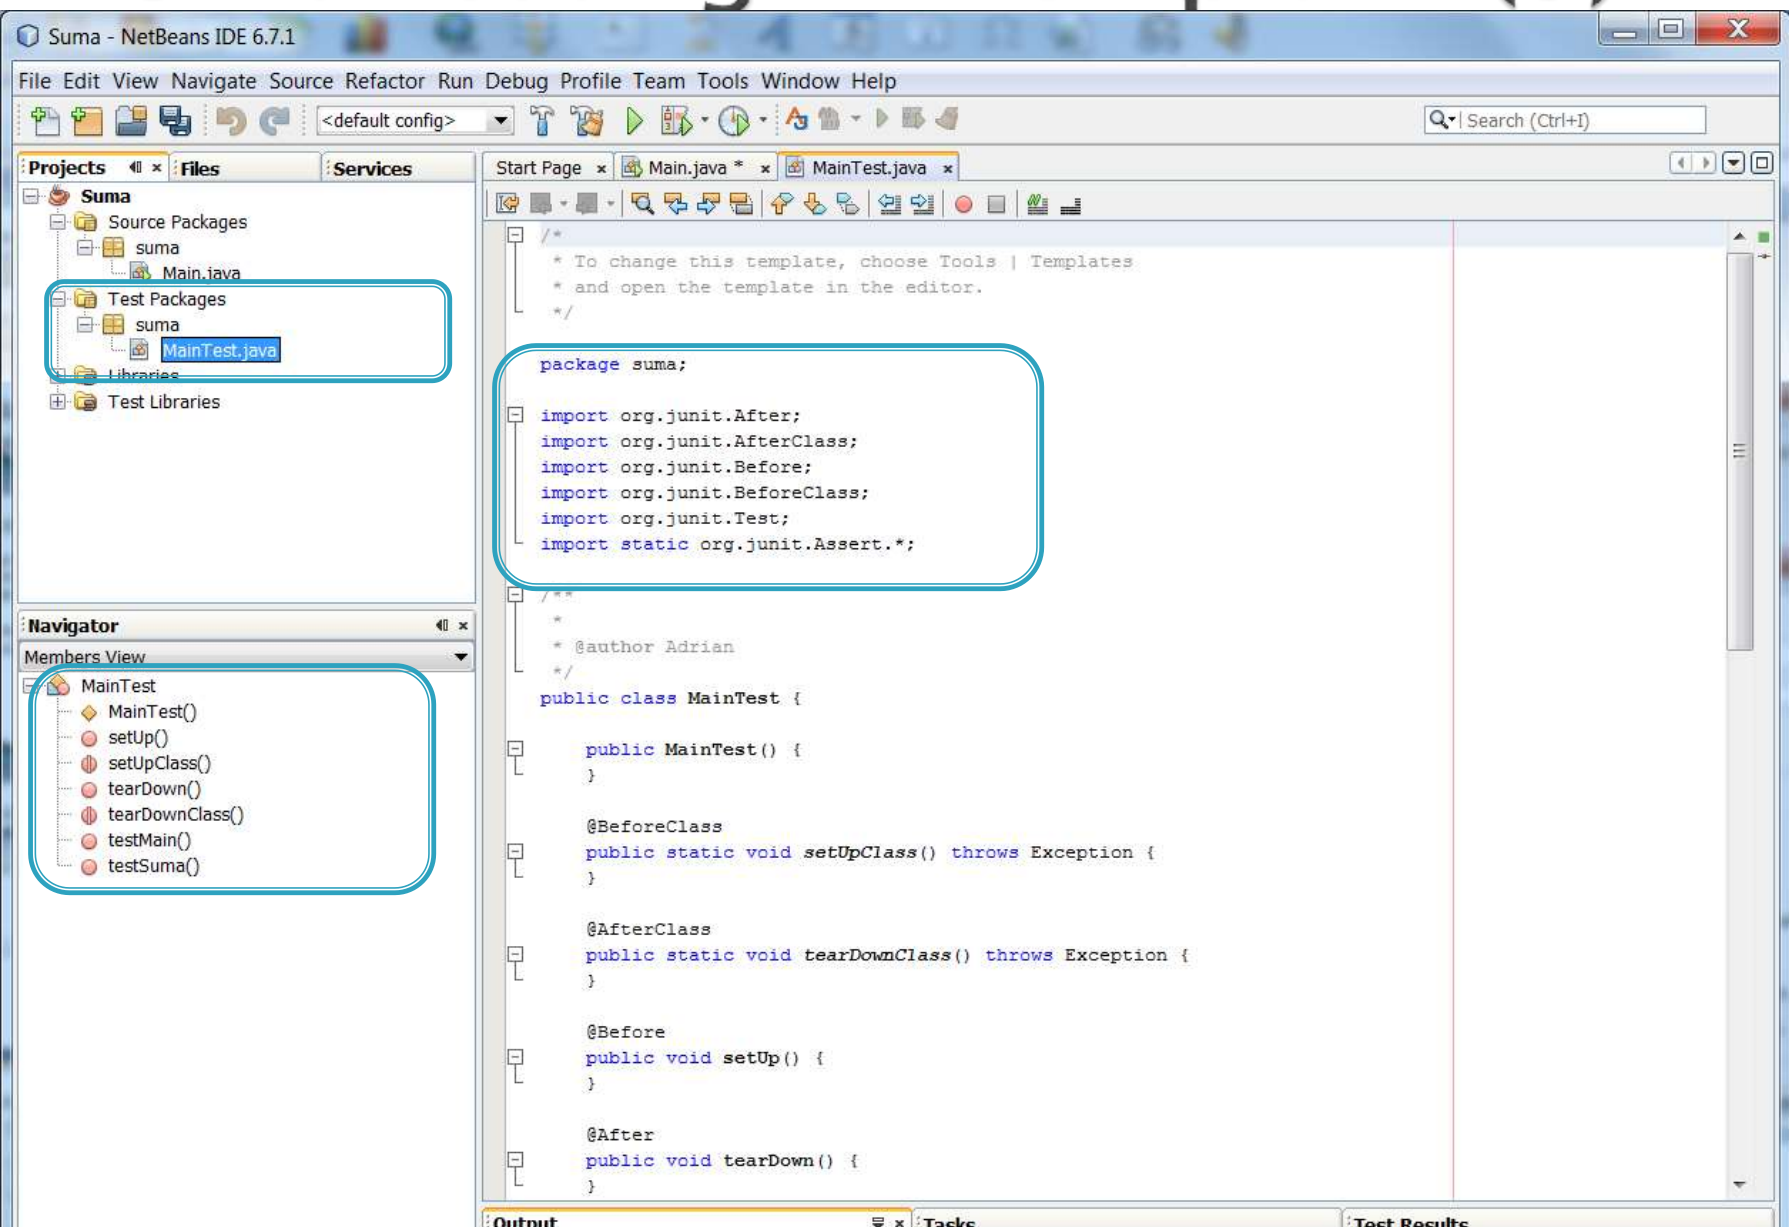 Suma - NetBeans IDE 6.7.1
File Edit View Navigate Source Refactor Run Debug Profile Team Tools Window Help
<default config>
Search (Ctrl+I)
Projects Files Services
Suma
Source Packages
suma
Main.java
Test Packages
suma
MainTest.java
Libraries
Test Libraries
Navigator
Members View
MainTest
MainTest()
setUp()
setUpClass()
tearDown()
tearDownClass()
testMain()
testSuma()
Start Page Main.java * MainTest.java
/*
* To change this template, choose Tools | Templates
* and open the template in the editor.
*/
package suma;
import org.junit.After;
import org.junit.AfterClass;
import org.junit.Before;
import org.junit.BeforeClass;
import org.junit.Test;
import static org.junit.Assert.*;
/**
*
* @author Adrian
*/
public class MainTest {
public MainTest() {
}
@BeforeClass
public static void setUpClass() throws Exception {
}
@AfterClass
public static void tearDownClass() throws Exception {
}
@Before
public void setUp() {
}
@After
public void tearDown() {
}
Output Tasks Test Results